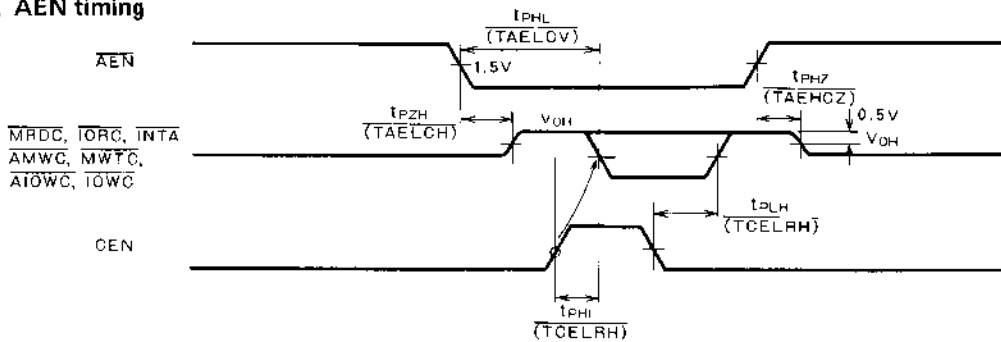 AEN timing
tPHL
(TAELCV)
AEN
1.5V
tPHZ
(TAEHCZ)
0.5V
tPZH
(TAELCH)
VOH
VOH
MRDC, IORC, INTA
AMWC, MWTC,
AIOWC, IOWC
tPLH
(TCELRH)
CEN
tPHL
(TCELRH)